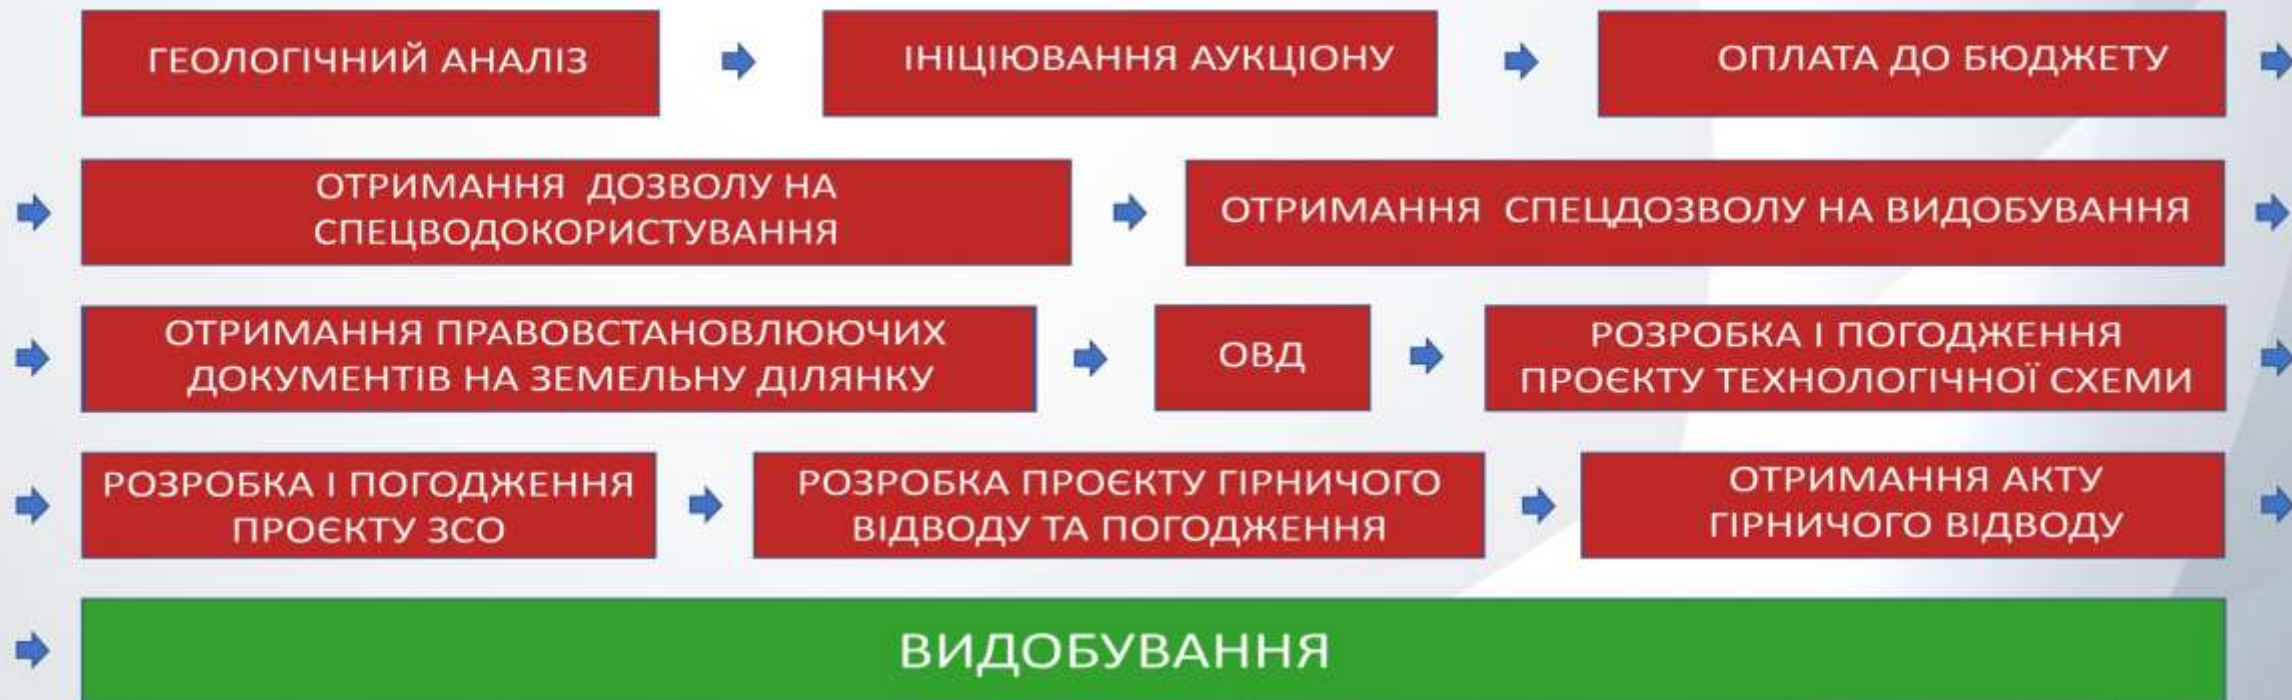 ГЕОЛОГІЧНИЙ АНАЛІЗ
ІНІЦІЮВАННЯ АУКЦІОНУ
ОПЛАТА ДО БЮДЖЕТУ
ОТРИМАННЯ ДОЗВОЛУ НА
СПЕЦВОДОКОРИСТУВАННЯ
ОТРИМАННЯ СПЕЦДОЗВОЛУ НА ВИДОБУВАННЯ
ОТРИМАННЯ ПРАВОВСТАНОВЛЮЮЧИХ
ДОКУМЕНТІВ НА ЗЕМЕЛЬНУ ДІЛЯНКУ
ОВД
РОЗРОБКА І ПОГОДЖЕННЯ
ПРОЄКТУ ТЕХНОЛОГІЧНОЇ СХЕМИ
РОЗРОБКА І ПОГОДЖЕННЯ
ПРОЄКТУ ЗСО
РОЗРОБКА ПРОЄКТУ ГІРНИЧОГО
ВІДВОДУ ТА ПОГОДЖЕННЯ
ОТРИМАННЯ АКТУ
ГІРНИЧОГО ВІДВОДУ
ВИДОБУВАННЯ